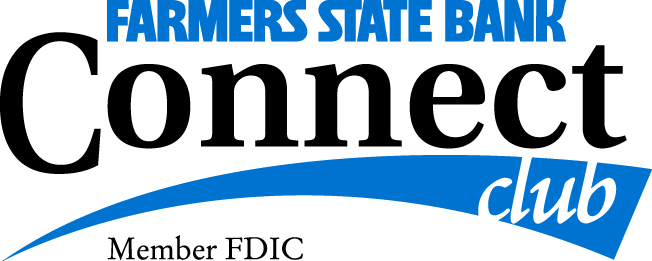 FARMERS STATE BANK
Connect
club
Member FDIC